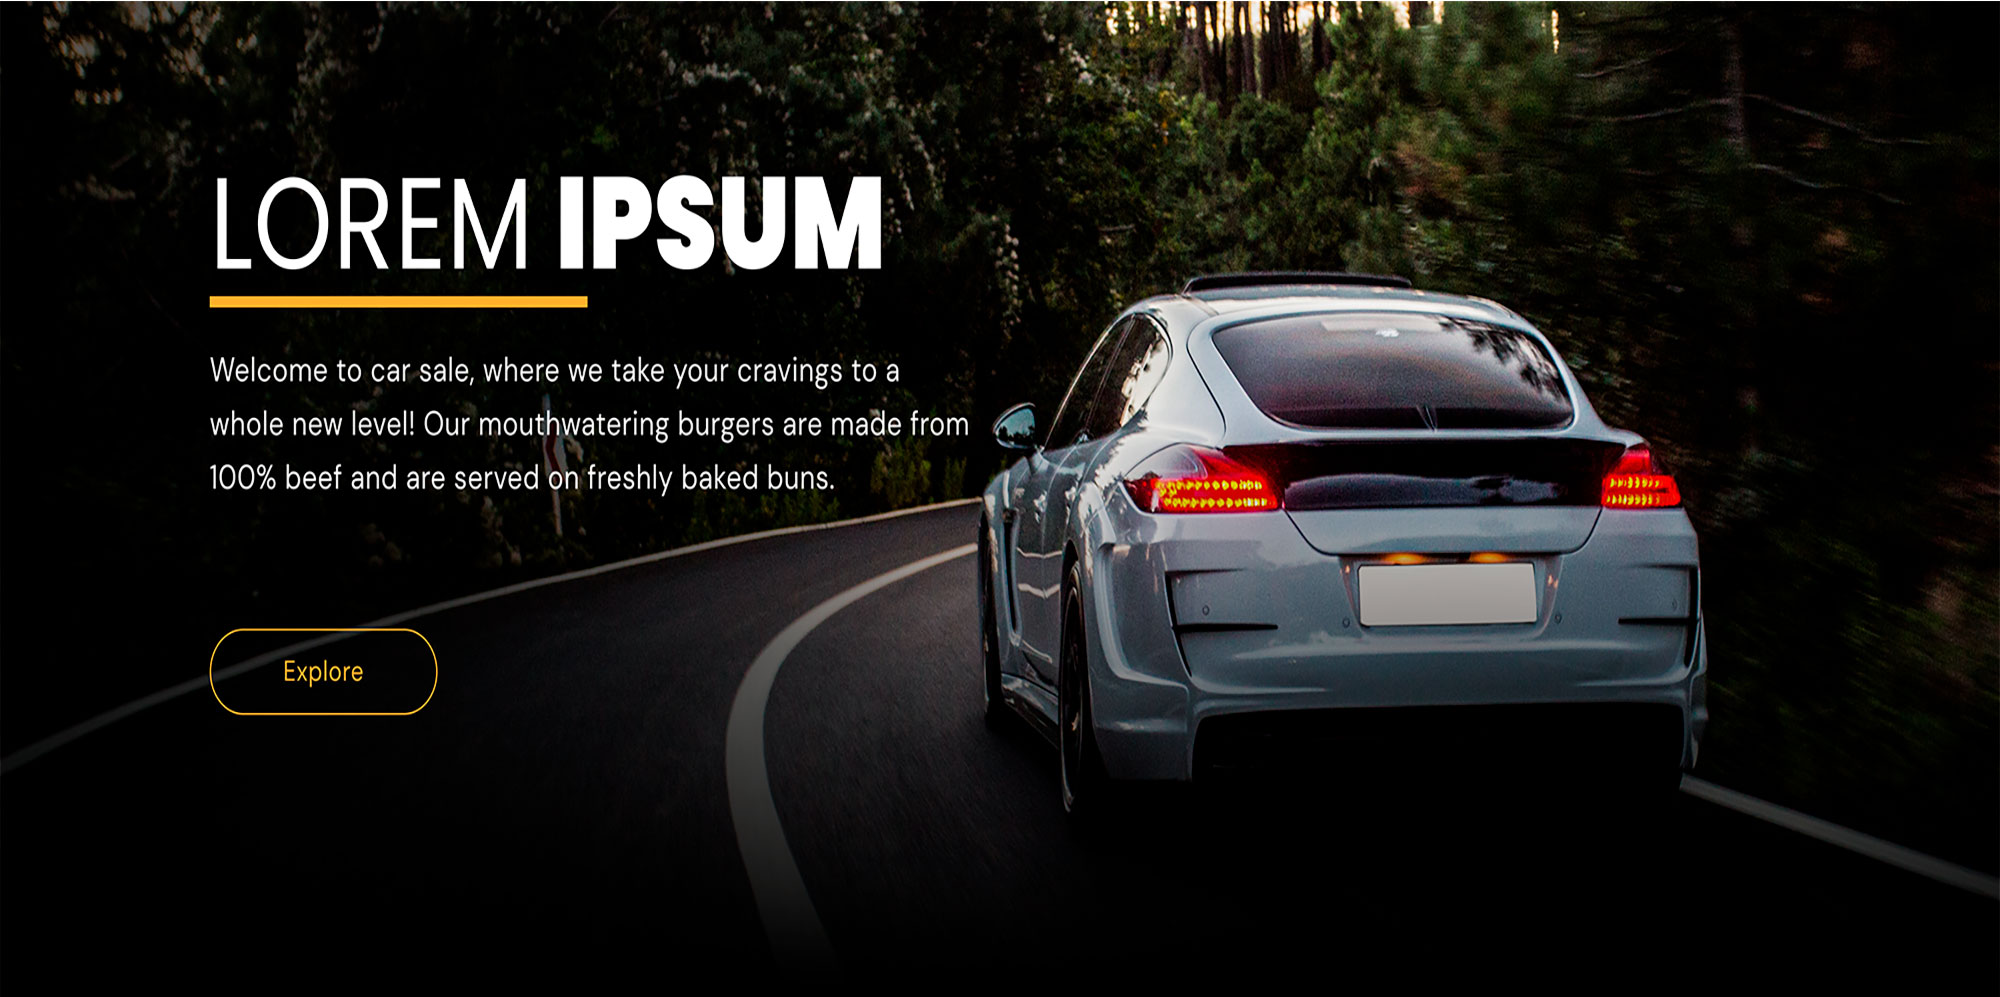 LOREM IPSUM
Welcome to car sale, where we take your cravings to a
whole new level! Our mouthwatering burgers are made from
100% beef and are served on freshly baked buns.
Explore